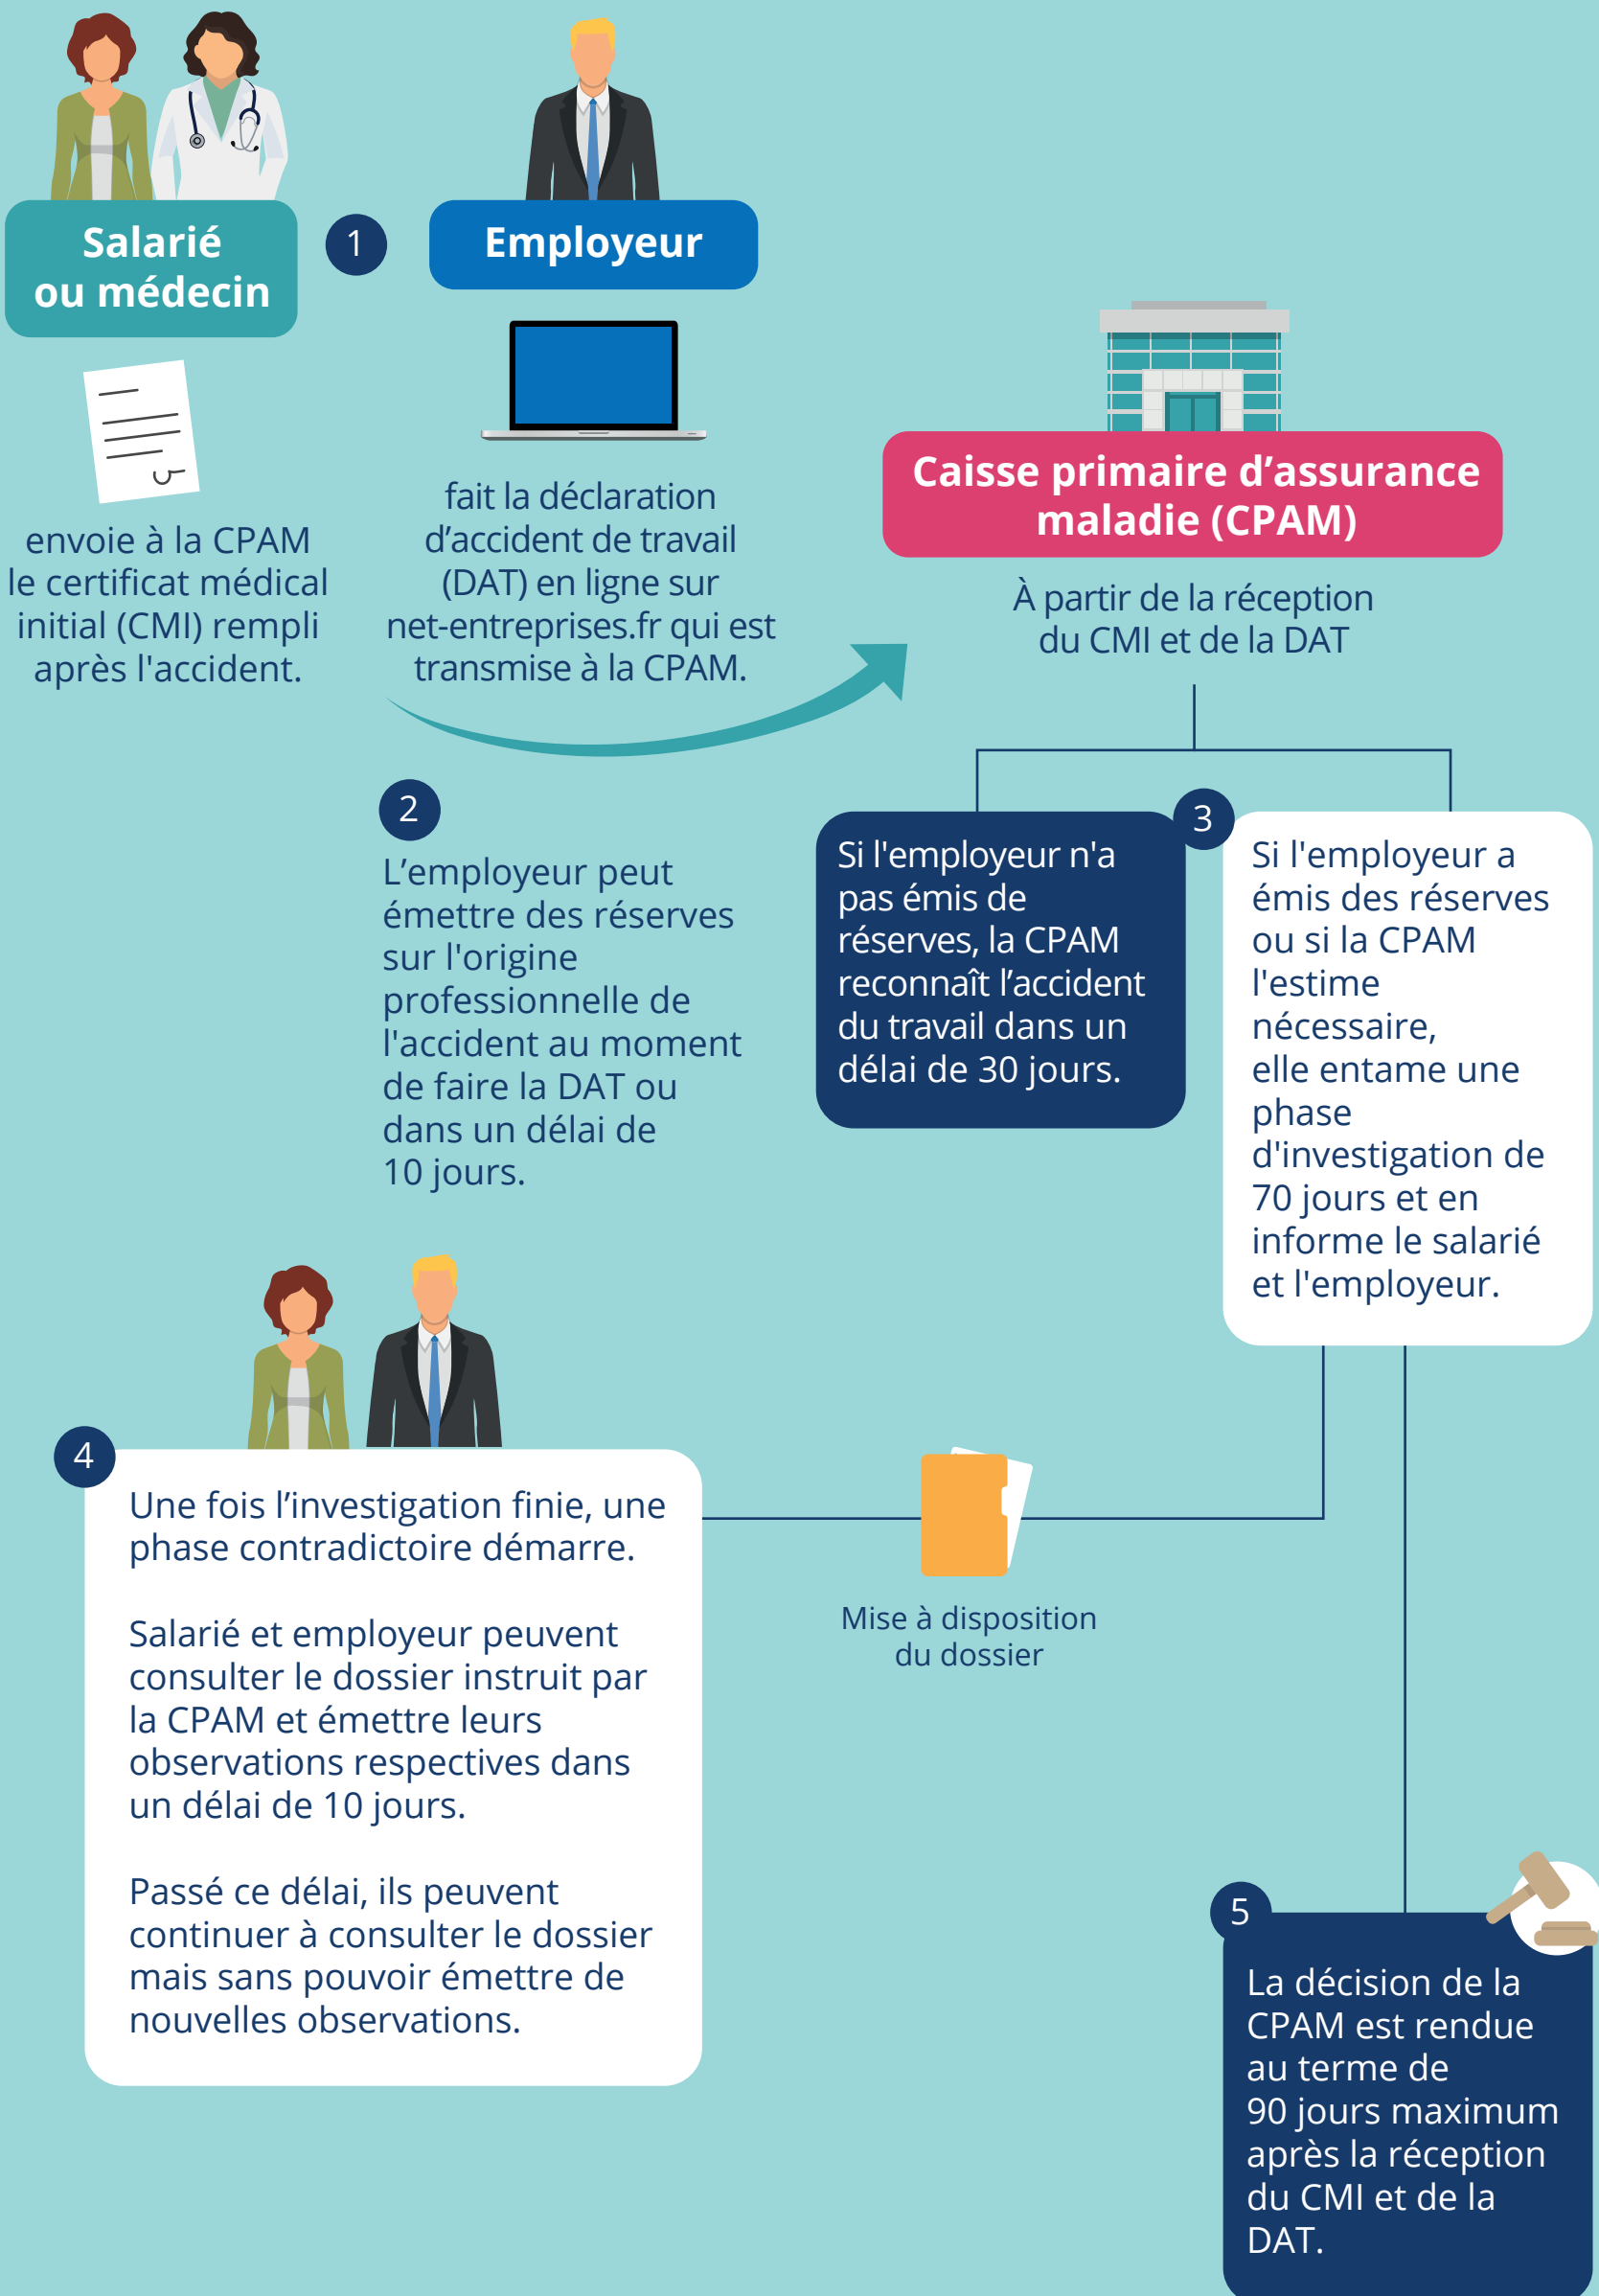 Salarié
ou médecin
envoie à la CPAM
le certificat médical
initial (CMI) rempli
après l'accident.
1
Employeur
fait la déclaration
d’accident de travail
(DAT) en ligne sur
net-entreprises.fr qui est
transmise à la CPAM.
2
L’employeur peut
émettre des réserves
sur l'origine
professionnelle de
l'accident au moment
de faire la DAT ou
dans un délai de
10 jours.
Caisse primaire d’assurance
maladie (CPAM)
À partir de la réception
du CMI et de la DAT
3
Si l'employeur n'a
pas émis de
réserves, la CPAM
reconnaît l’accident
du travail dans un
délai de 30 jours.
Si l'employeur a
émis des réserves
ou si la CPAM
l'estime
nécessaire,
elle entame une
phase
d'investigation de
70 jours et en
informe le salarié
et l'employeur.
4
Une fois l’investigation finie, une
phase contradictoire démarre.
Salarié et employeur peuvent
consulter le dossier instruit par
la CPAM et émettre leurs
observations respectives dans
un délai de 10 jours.
Passé ce délai, ils peuvent
continuer à consulter le dossier
mais sans pouvoir émettre de
nouvelles observations.
Mise à disposition
du dossier
5
La décision de la
CPAM est rendue
au terme de
90 jours maximum
après la réception
du CMI et de la
DAT.